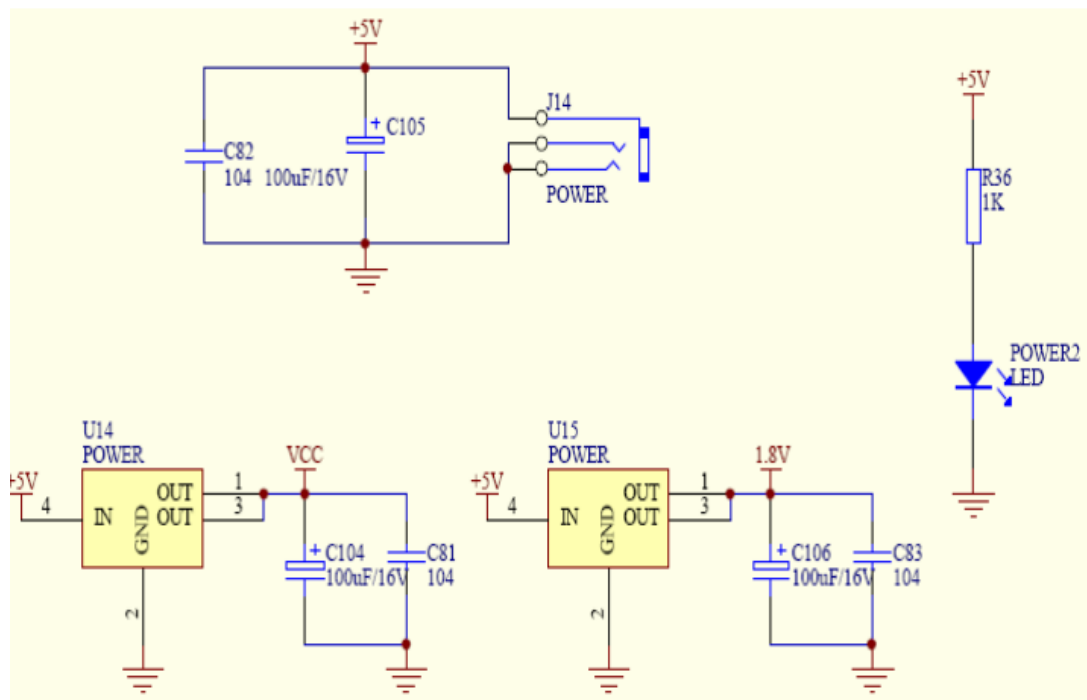 +5V
J14
C105
C82
104
100uF/16V
POWER
+5V
R36
1K
POWER2
LED
U14
POWER
+5V
4
IN
GND
OUT
OUT
1
3
2
VCC
C104
100uF/16V
C81
104
U15
POWER
+5V
4
IN
GND
OUT
OUT
1
3
2
1.8V
C106
100uF/16V
C83
104